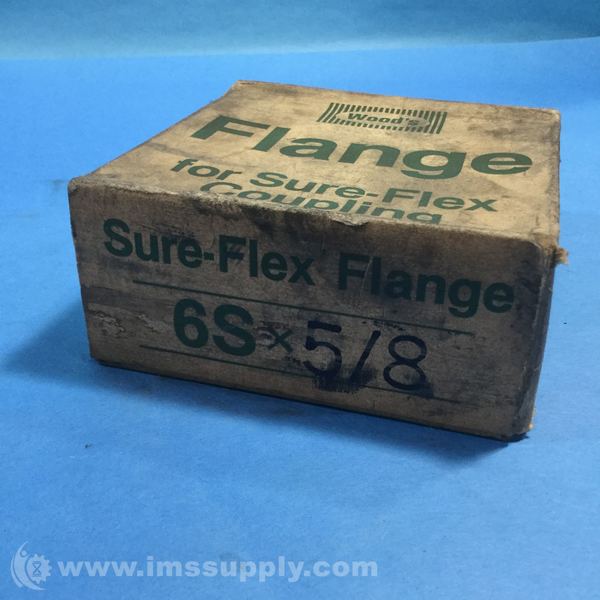 Wood's
Flange
for Sure-Flex
Coupling
Sure-Flex Flange
6S × 5/8
www.imssupply.com